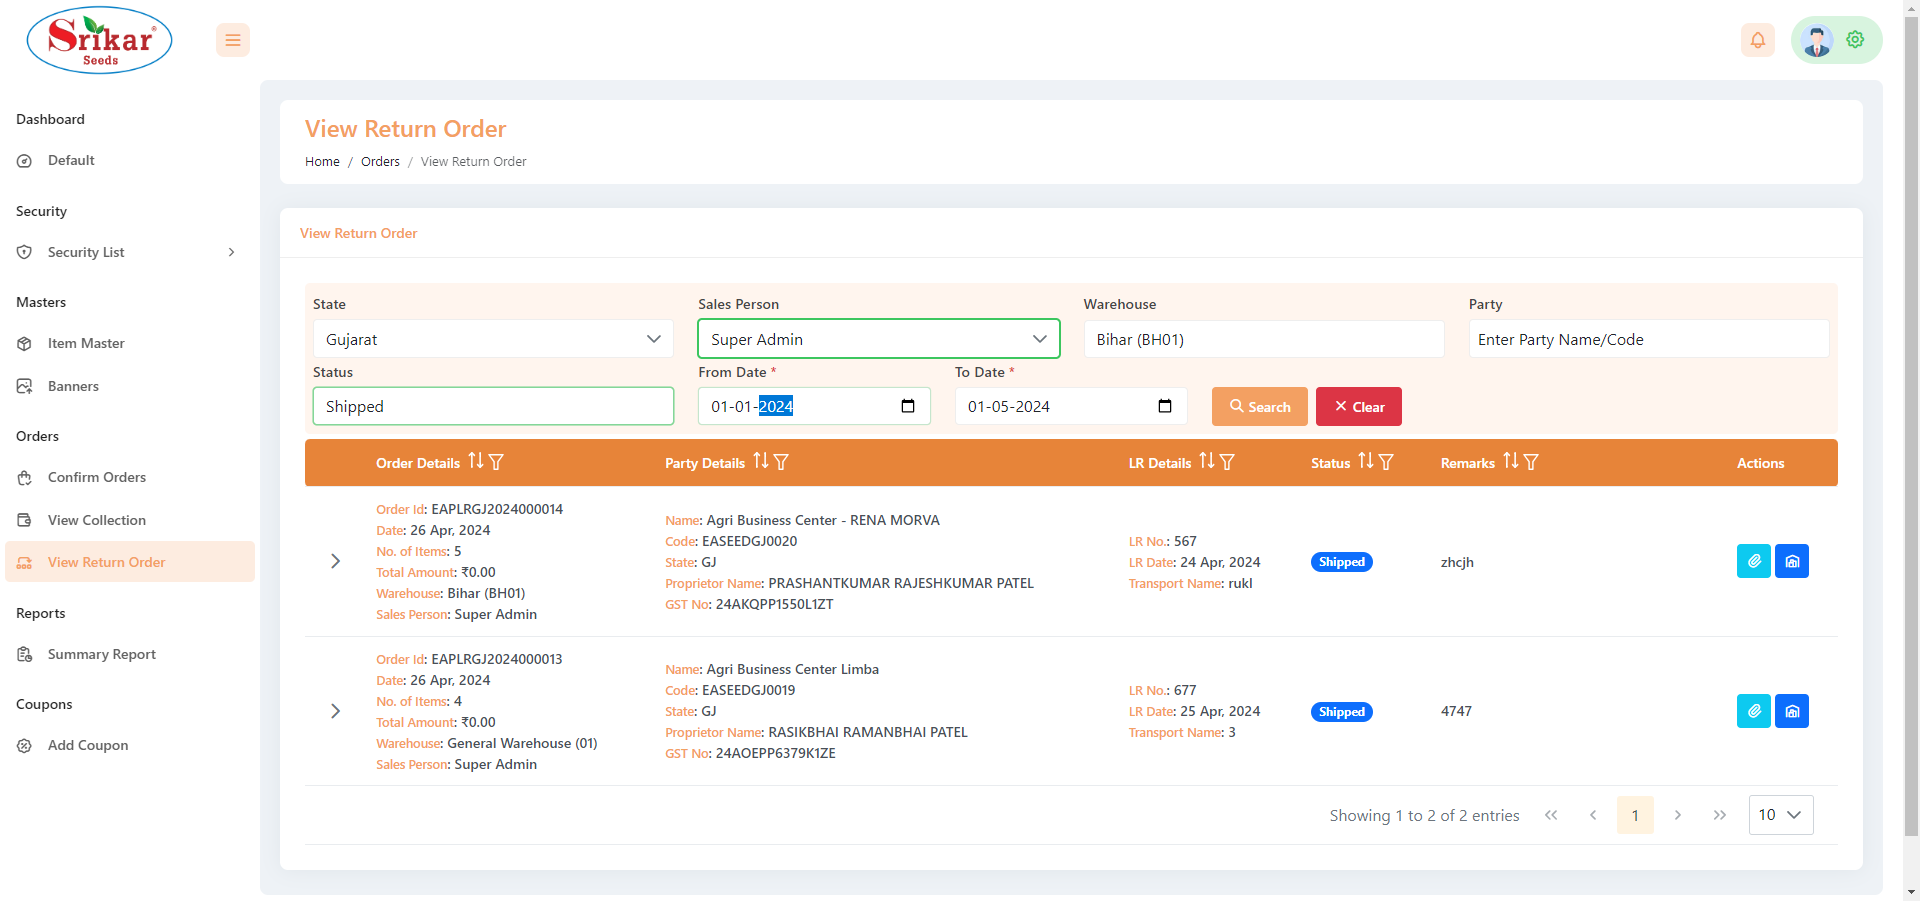 Srikar®
Seeds
Dashboard
Default
Security
Security List
Masters
Item Master
Banners
Orders
Confirm Orders
View Collection
View Return Order
Reports
Summary Report
Coupons
Add Coupon
View Return Order
Home / Orders / View Return Order
View Return Order
State Sales Person Warehouse Party
Gujarat Super Admin Bihar (BH01) Enter Party Name/Code
Status From Date * To Date *
Shipped 01-01-2024 01-05-2024 Search Clear
Order Details Party Details LR Details Status Remarks Actions
Order Id: EAPLRGJ2024000014
Date: 26 Apr, 2024
No. of Items: 5
Total Amount: ₹0.00
Warehouse: Bihar (BH01)
Sales Person: Super Admin
Name: Agri Business Center - RENA MORVA
Code: EASEEDGJ0020
State: GJ
Proprietor Name: PRASHANTKUMAR RAJESHKUMAR PATEL
GST No: 24AKQPP1550L1ZT
LR No.: 567
LR Date: 24 Apr, 2024
Transport Name: rukl
Shipped
zhcjh
Order Id: EAPLRGJ2024000013
Date: 26 Apr, 2024
No. of Items: 4
Total Amount: ₹0.00
Warehouse: General Warehouse (01)
Sales Person: Super Admin
Name: Agri Business Center Limba
Code: EASEEDGJ0019
State: GJ
Proprietor Name: RASIKBHAI RAMANBHAI PATEL
GST No: 24AOEPP6379K1ZE
LR No.: 677
LR Date: 25 Apr, 2024
Transport Name: 3
Shipped
4747
Showing 1 to 2 of 2 entries 1 10